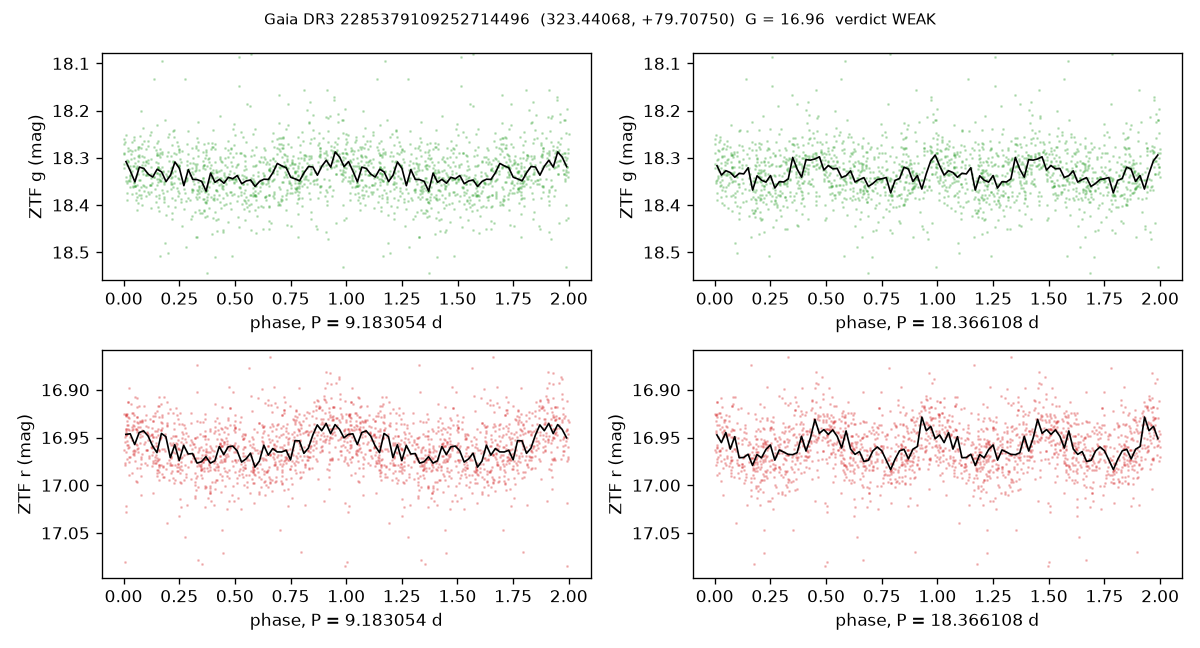 Gaia DR3 2285379109252714496 (323.44068, +79.70750) G = 16.96 verdict WEAK
18.1
18.2
18.3
18.4
18.5
ZTF g (mag)
0.00 0.25 0.50 0.75 1.00 1.25 1.50 1.75 2.00
phase, P = 9.183054 d
18.1
18.2
18.3
18.4
18.5
ZTF g (mag)
0.00 0.25 0.50 0.75 1.00 1.25 1.50 1.75 2.00
phase, P = 18.366108 d
16.90
16.95
17.00
17.05
ZTF r (mag)
0.00 0.25 0.50 0.75 1.00 1.25 1.50 1.75 2.00
phase, P = 9.183054 d
16.90
16.95
17.00
17.05
ZTF r (mag)
0.00 0.25 0.50 0.75 1.00 1.25 1.50 1.75 2.00
phase, P = 18.366108 d